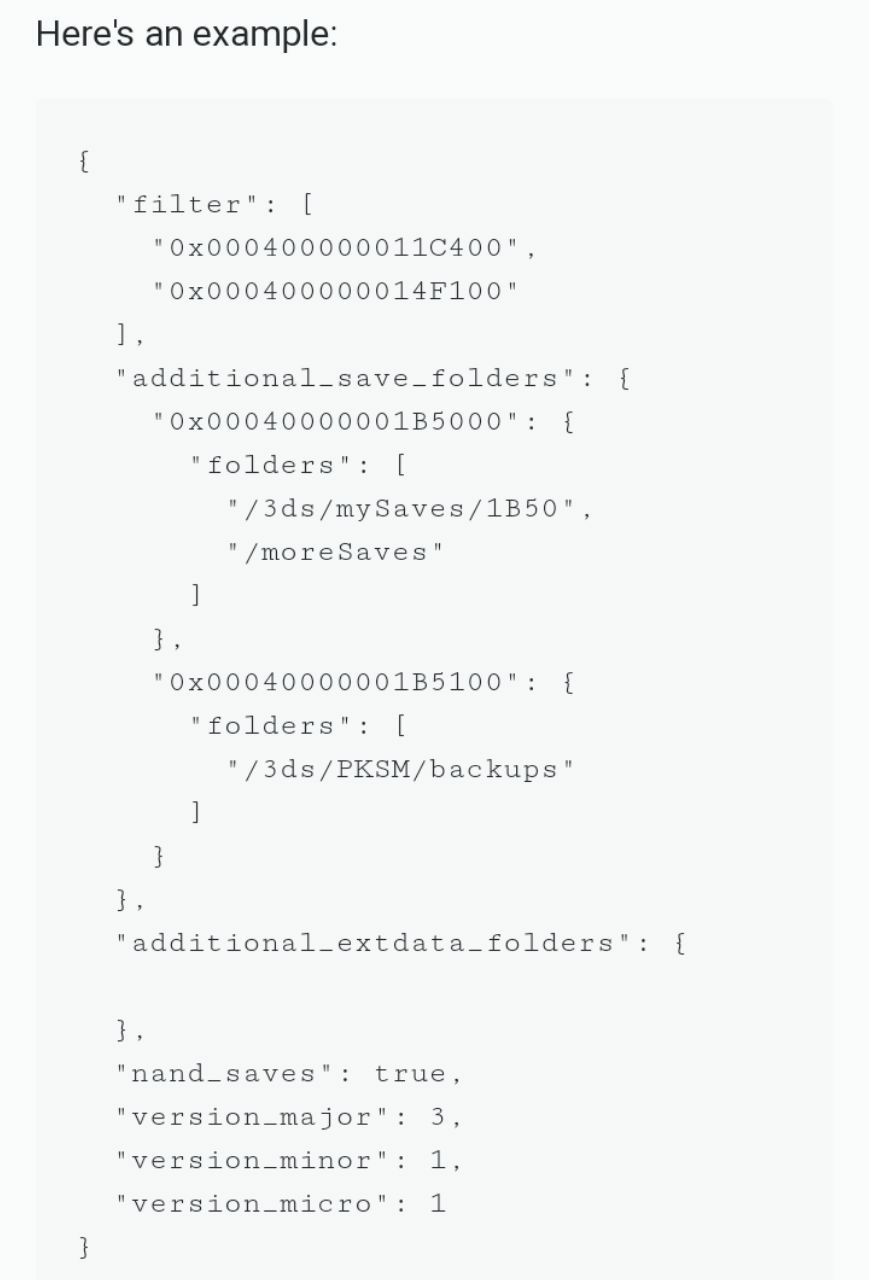 Here's an example:
{
"filter": [
"0x000400000011C400",
"0x000400000014F100"
],
"additional_save_folders": {
"0x00040000001B5000": {
"folders": [
"/3ds/mySaves/1B50",
"/moreSaves"
]
},
"0x00040000001B5100": {
"folders": [
"/3ds/PKSM/backups"
]
}
},
"additional_extdata_folders": {
},
"nand_saves": true,
"version_major": 3,
"version_minor": 1,
"version_micro": 1
}